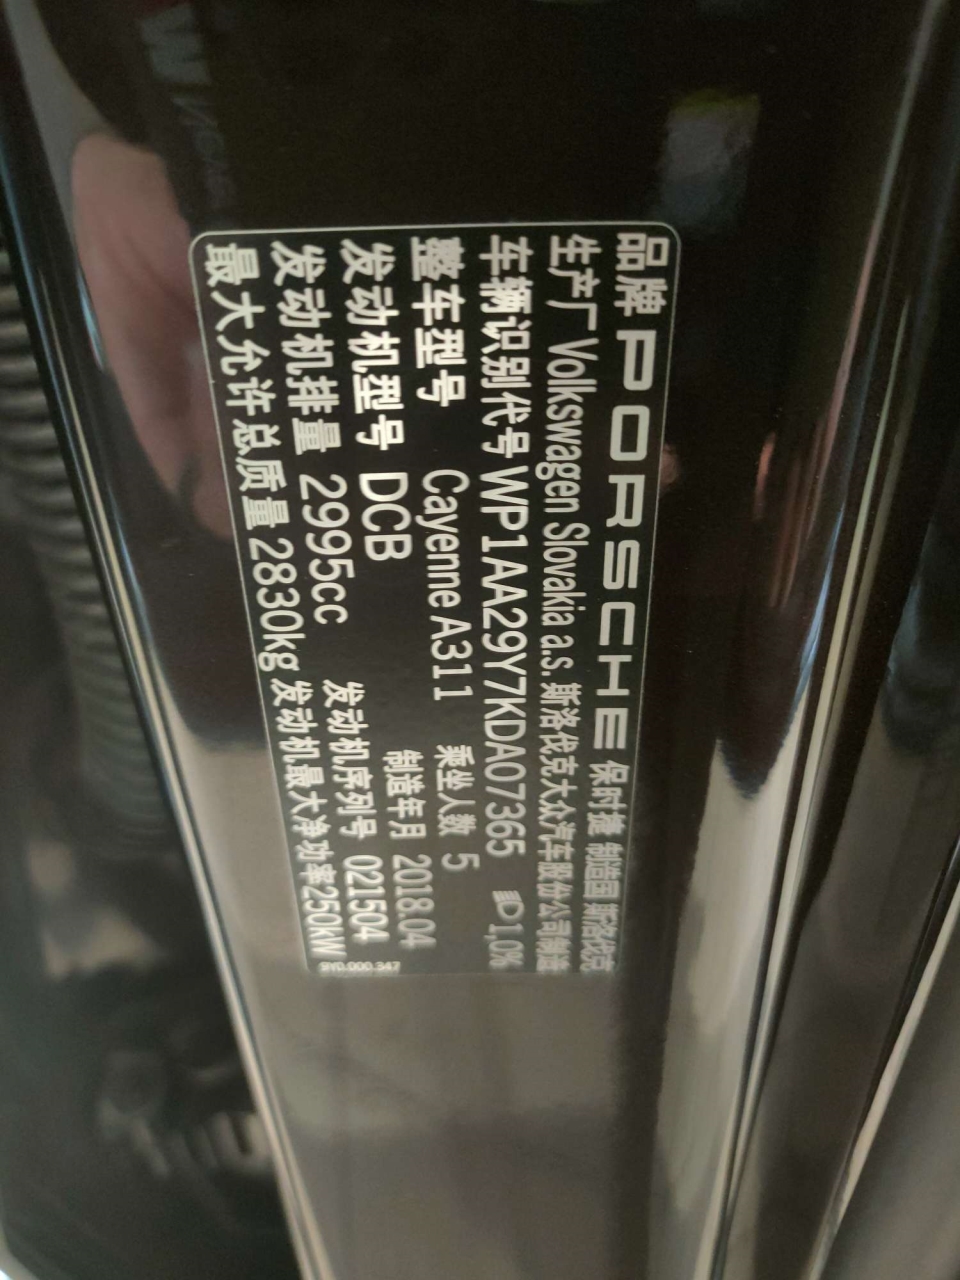 品牌 PORSCHE 保时捷 制造国 斯洛伐克
生产厂 Volkswagen Slovakia a.s. 斯洛伐克大众汽车股份公司制造
车辆识别代号 WP1AA29Y7KDA07365 1,0%
整车型号 Cayenne A311 乘坐人数 5
发动机型号 DCB 制造年月 2018.04
发动机排量 2995cc 发动机序列号 021504
最大允许总质量 2830kg 发动机最大净功率 250kW
9Y0.000.347